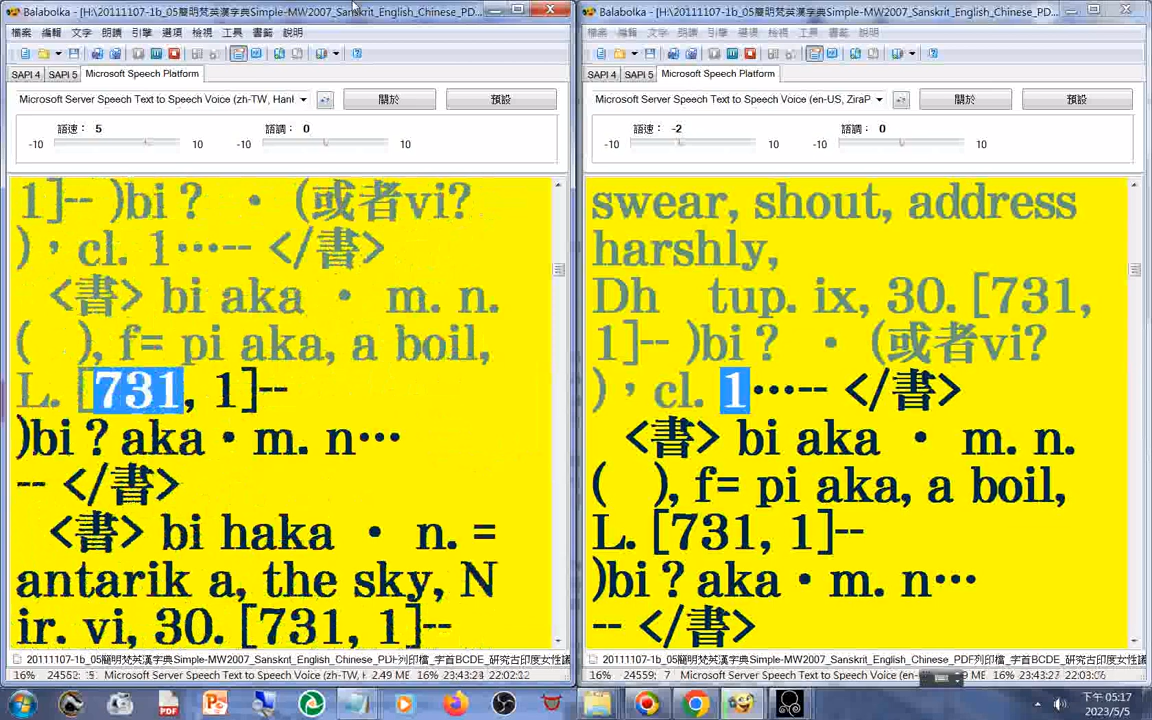 Balabolka - [H:\20111107-1b_05簡明梵英漢字典Simple-MW2007_Sanskrit_English_Chinese_PD...
檔案 編輯 文字 朗讀 引擎 選項 檢視 工具 書籤 說明
SAPI 4 SAPI 5 Microsoft Speech Platform
Microsoft Server Speech Text to Speech Voice (zh-TW, Hanl
關於 預設
語速： 5 語調： 0
-10 10 -10 10
1]-- )bi？ ・ (或者vi?
)，cl. 1…-- </書>
<書> bi aka ・ m. n.
( ), f= pi aka, a boil,
L. [731, 1]--
)bi？aka・m. n…
-- </書>
<書> bi haka ・ n. =
antarik a, the sky, N
ir. vi, 30. [731, 1]--
20111107-1b_05簡明梵英漢字典Simple-MW2007_Sanskrit_English_Chinese_PDF列印檔_字首BCDE_研究古印度女性議
16% 24552: Microsoft Speech Text to Speech Voice (zh-TW, H 2.49 MB 16% 23:43:24 22:02:12
Balabolka - [H:\20111107-1b_05簡明梵英漢字典Simple-MW2007_Sanskrit_English_Chinese_PD...
檔案 編輯 文字 朗讀 引擎 選項 檢視 工具 書籤 說明
SAPI 4 SAPI 5 Microsoft Speech Platform
Microsoft Server Speech Text to Speech Voice (en-US, ZiraP
關於 預設
語速： -2 語調： 0
-10 10 -10 10
swear, shout, address
harshly,
Dh tup. ix, 30. [731,
1]-- )bi？ ・ (或者vi?
)，cl. 1…-- </書>
<書> bi aka ・ m. n.
( ), f= pi aka, a boil,
L. [731, 1]--
)bi？aka・m. n…
-- </書>
20111107-1b_05簡明梵英漢字典Simple-MW2007_Sanskrit_English_Chinese_PDF列印檔_字首BCDE_研究古印度女性議
16% 24559: Microsoft Server Speech Text to Speech Voice (en-US 16% 23:43:27
下午 05:17
2023/5/5